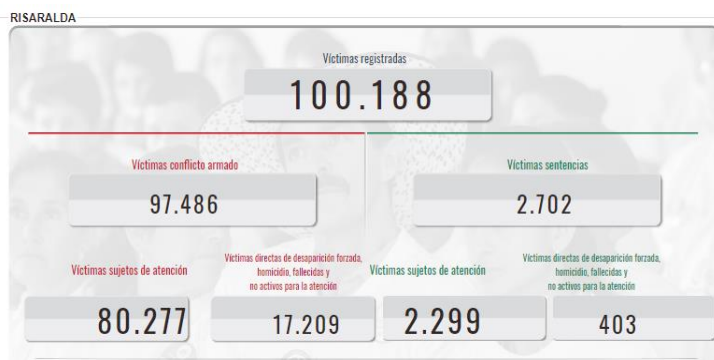 RISARALDA
Víctimas registradas
100.188
Víctimas conflicto armado
97.486
Víctimas sentencias
2.702
Víctimas sujetos de atención
80.277
Víctimas directas de desaparición forzada,
homicidio, fallecidas y
no activos para la atención
17.209
Víctimas sujetos de atención
2.299
Víctimas directas de desaparición forzada,
homicidio, fallecidas y
no activos para la atención
403